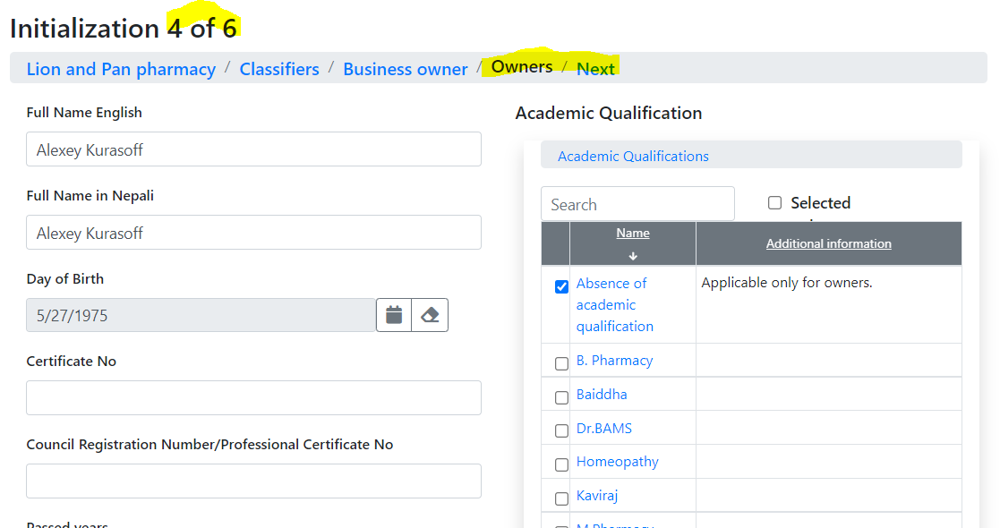 Initialization 4 of 6
Lion and Pan pharmacy / Classifiers / Business owner / Owners / Next
Full Name English
Alexey Kurasoff
Full Name in Nepali
Alexey Kurasoff
Day of Birth
5/27/1975
Certificate No
Council Registration Number/Professional Certificate No
Passed years
Academic Qualification
Academic Qualifications
Search
Selected
Name
Additional information
Absence of
academic
qualification
Applicable only for owners.
B. Pharmacy
Baiddha
Dr.BAMS
Homeopathy
Kaviraj
M.Pharmacy